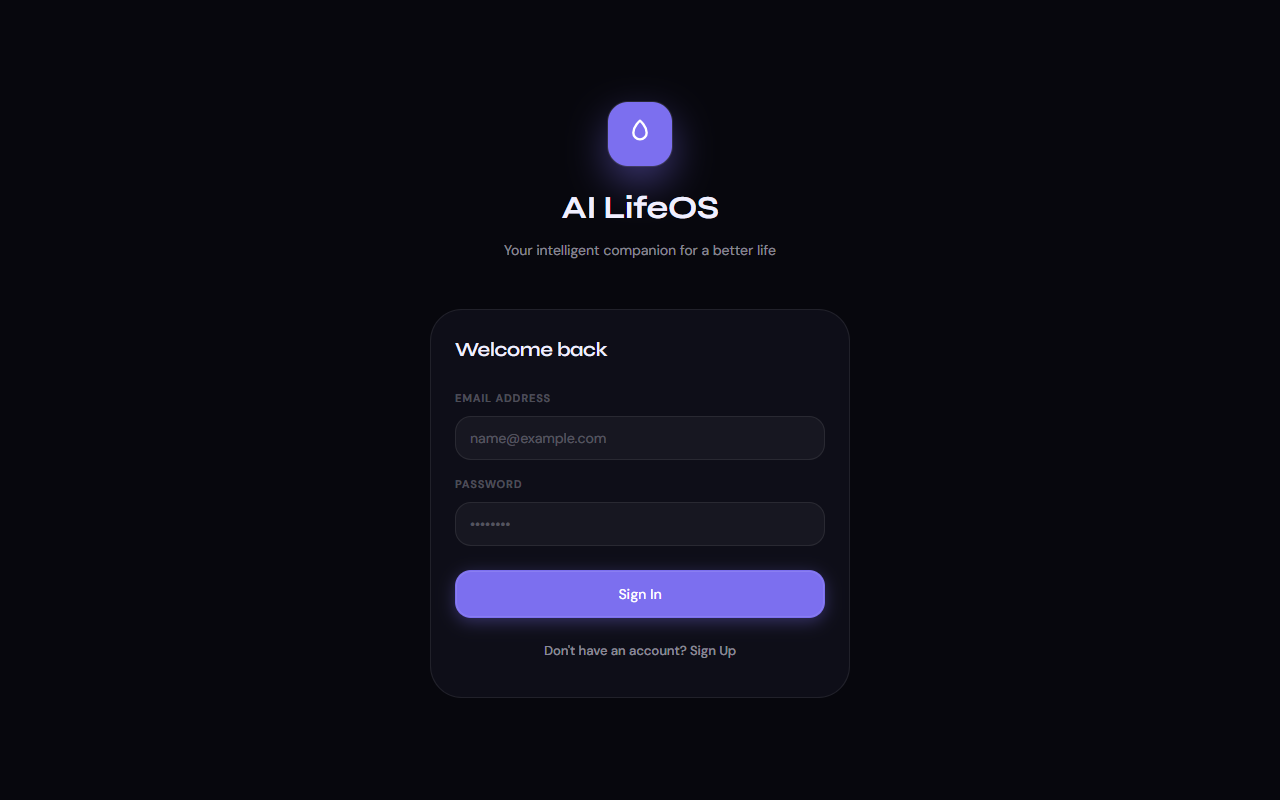 AI LifeOS
Your intelligent companion for a better life
Welcome back
EMAIL ADDRESS
name@example.com
PASSWORD
••••••••
Sign In
Don't have an account? Sign Up